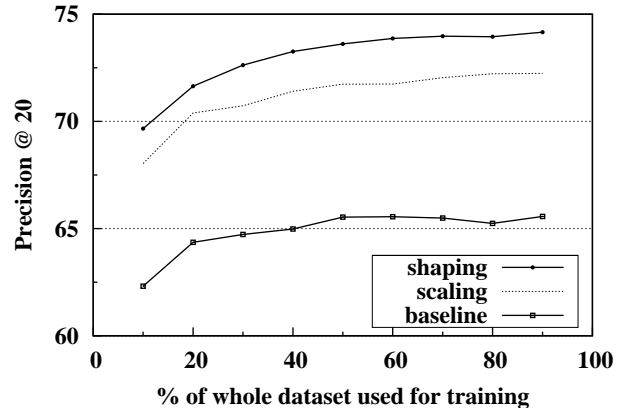 75
70
65
60
Precision @ 20
shaping
scaling
baseline
0 20 40 60 80 100
% of whole dataset used for training